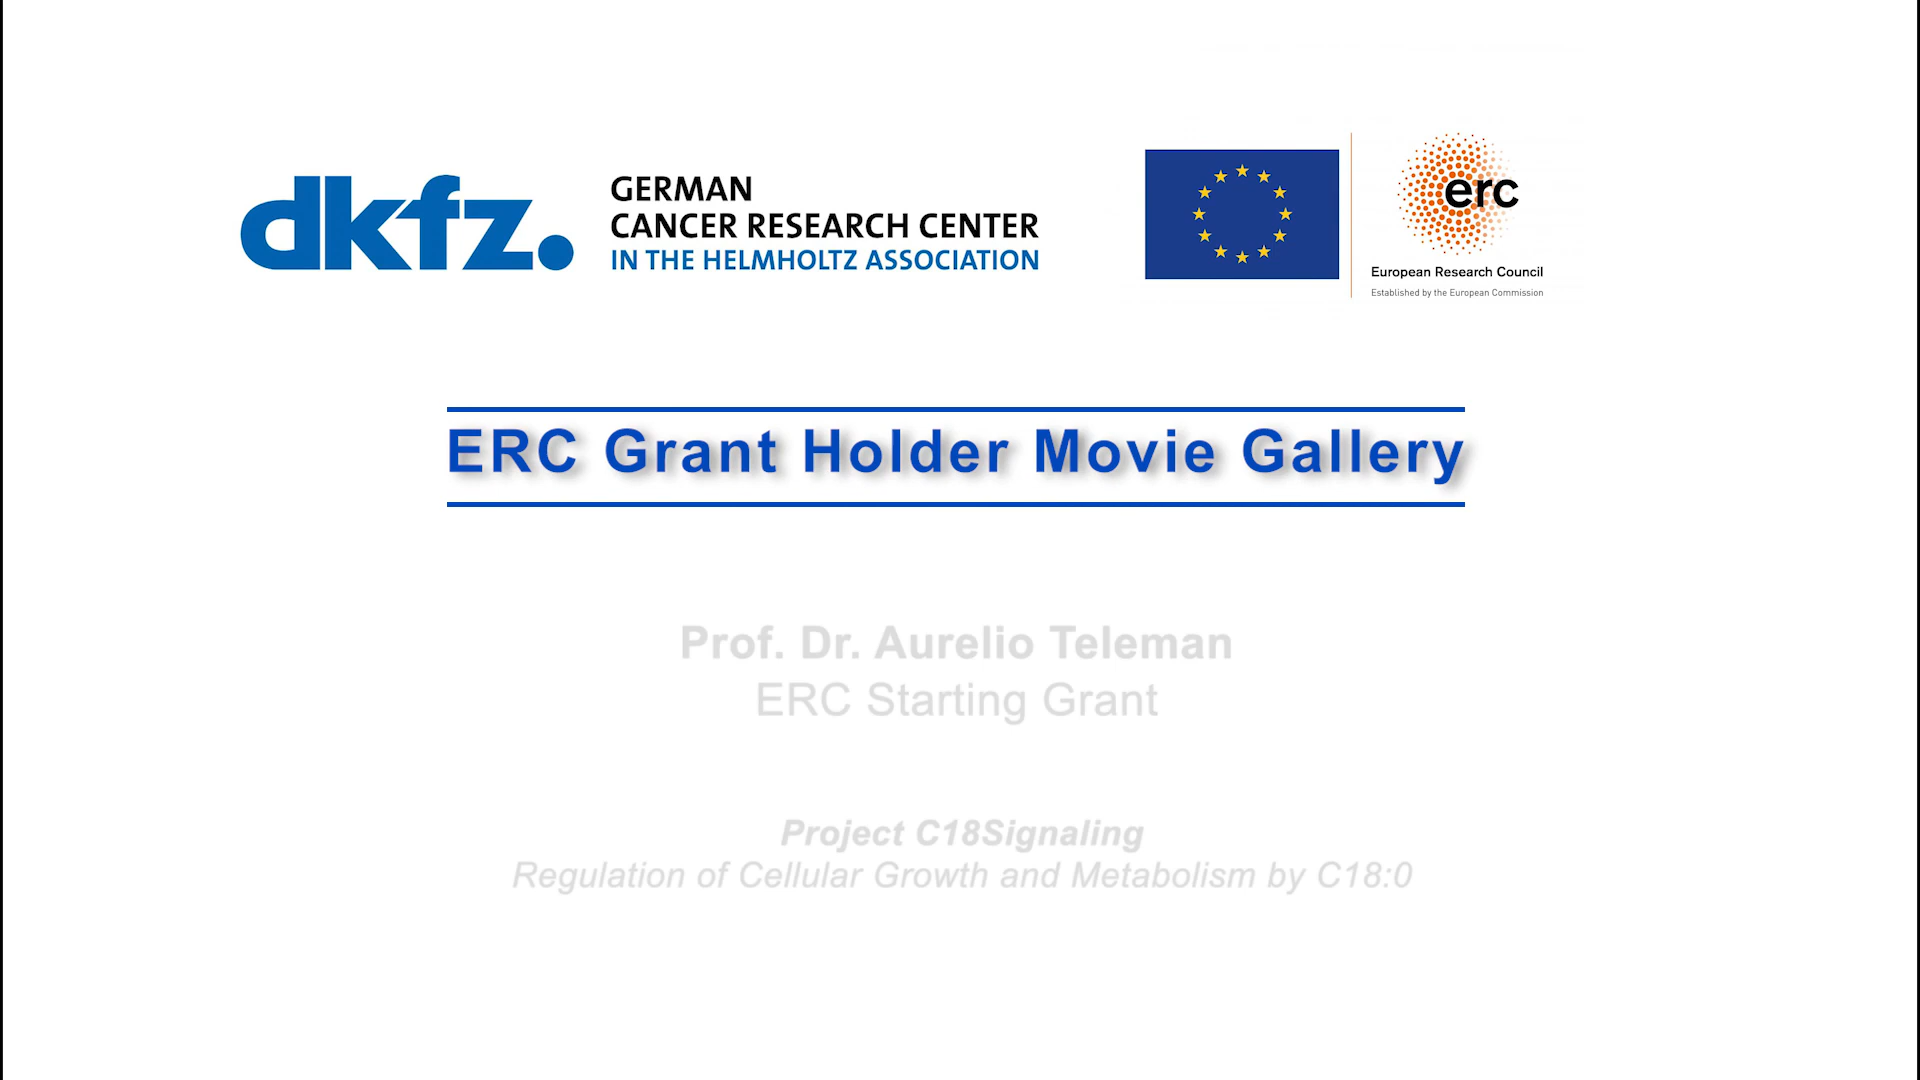 dkfz.
GERMAN
CANCER RESEARCH CENTER
IN THE HELMHOLTZ ASSOCIATION
erc
European Research Council
Established by the European Commission
ERC Grant Holder Movie Gallery
Prof. Dr. Aurelio Teleman
ERC Starting Grant
Project C18Signaling
Regulation of Cellular Growth and Metabolism by C18:0